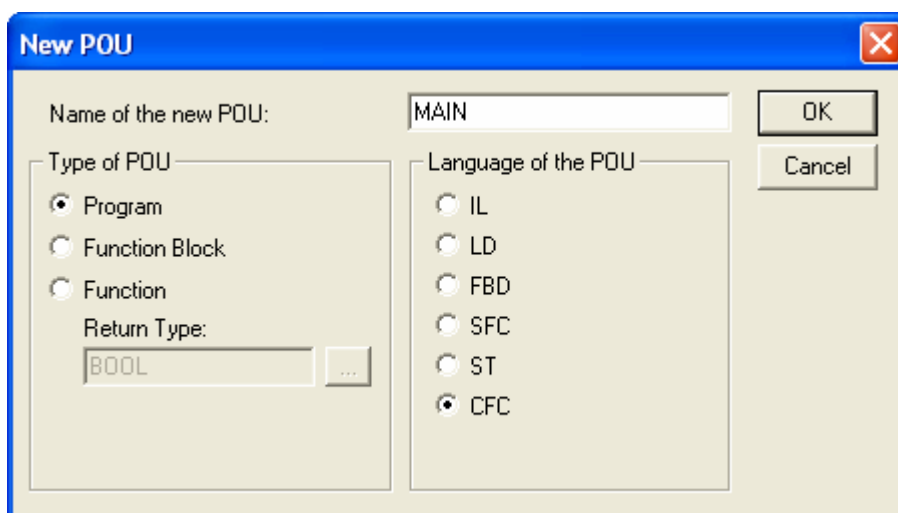 New POU
Name of the new POU:
MAIN
OK
Cancel
Type of POU
Program
Function Block
Function
Return Type:
BOOL
...
Language of the POU
IL
LD
FBD
SFC
ST
CFC